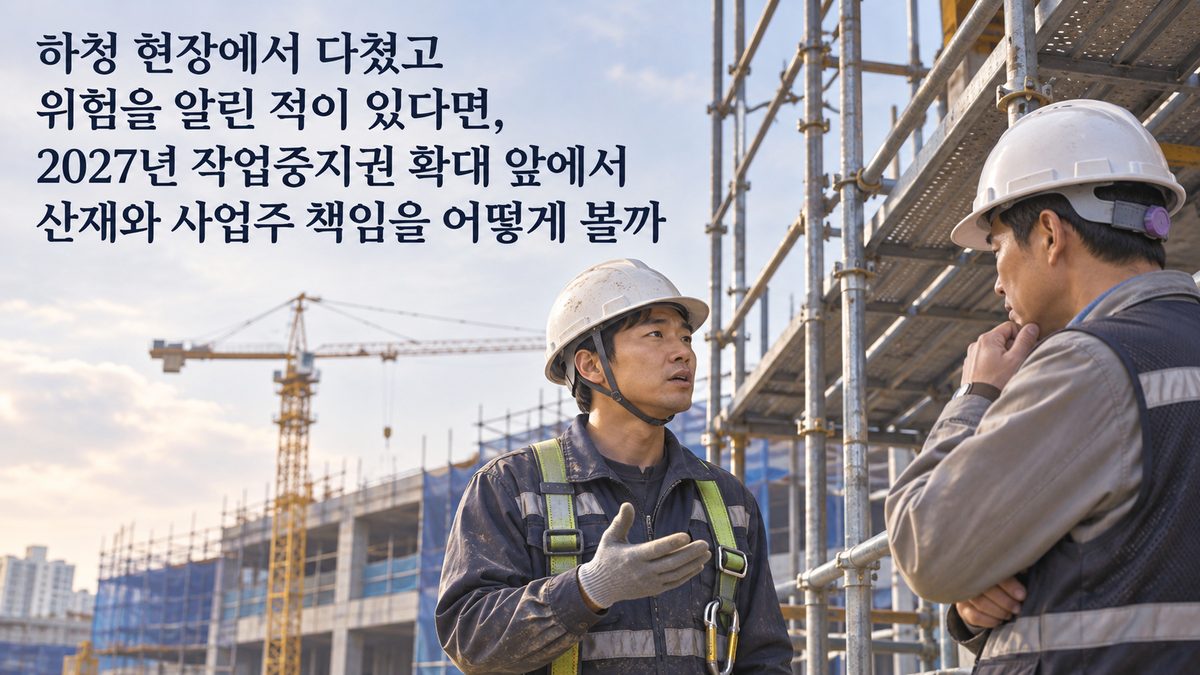 하청 현장에서 다쳤고
위험을 알린 적이 있다면,
2027년 작업중지권 확대 앞에서
산재와 사업주 책임을 어떻게 볼까